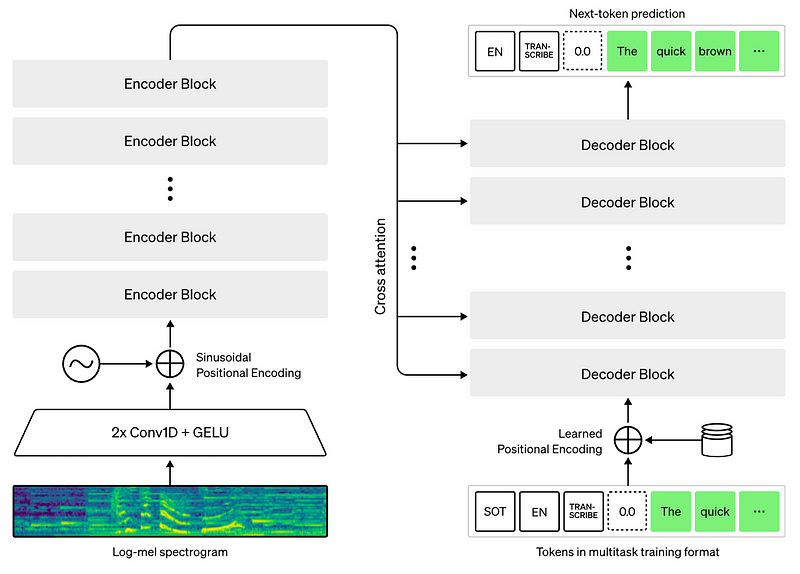 Next-token prediction
EN
TRAN-
SCRIBE
0.0
The
quick
brown
...
Encoder Block
Encoder Block
Encoder Block
Encoder Block
Sinusoidal
Positional Encoding
2x Conv1D + GELU
Log-mel spectrogram
Cross attention
Decoder Block
Decoder Block
Decoder Block
Decoder Block
Learned
Positional Encoding
SOT
EN
TRAN-
SCRIBE
0.0
The
quick
...
Tokens in multitask training format